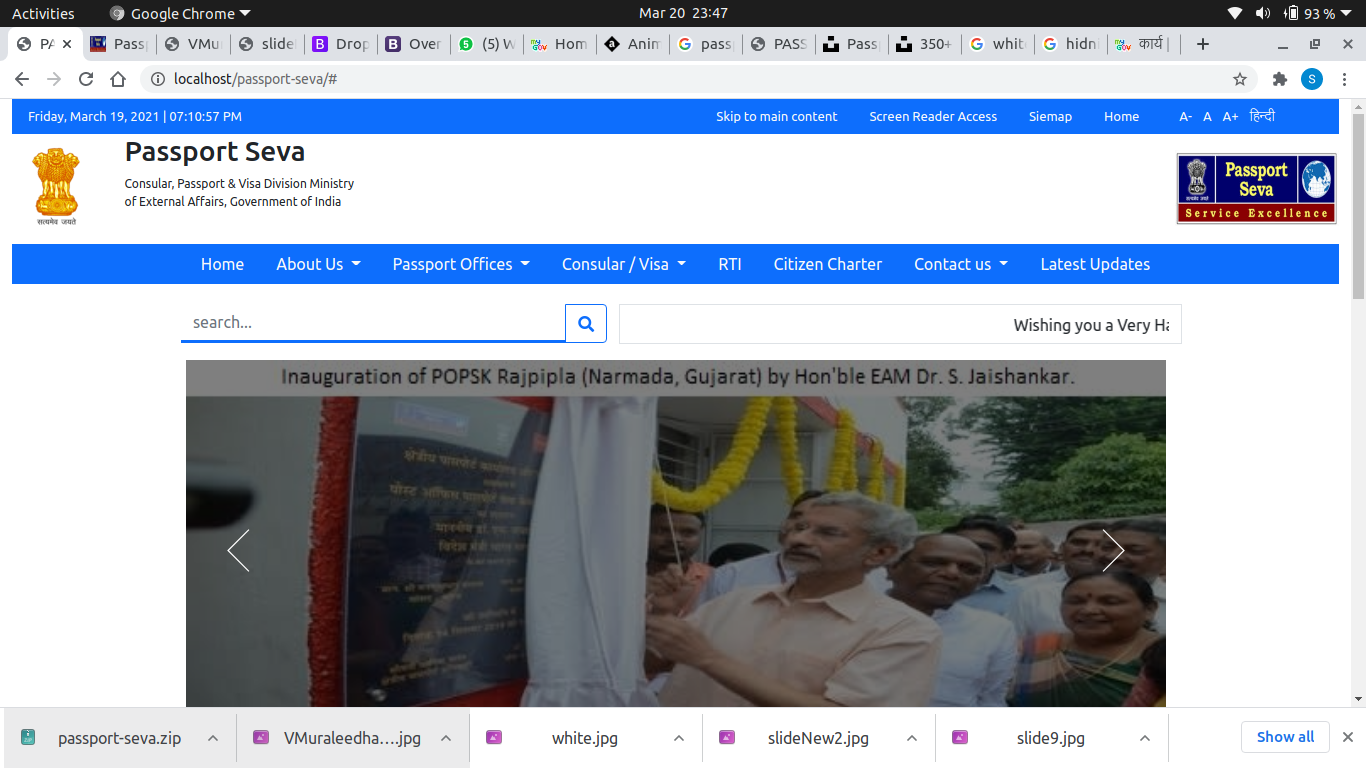 Activities Google Chrome Mar 20 23:47 93 %
PA Pass VMur slide Drop Over (5) W Hom Anim pass PASS Pass 350+ whit hidn कार्य |
localhost/passport-seva/# S
Friday, March 19, 2021 | 07:10:57 PM Skip to main content Screen Reader Access Siemap Home A- A A+ हिन्दी
Passport Seva
Consular, Passport & Visa Division Ministry
of External Affairs, Government of India
सत्यमेव जयते
Passport
Seva
Service Excellence
Home About Us Passport Offices Consular / Visa RTI Citizen Charter Contact us Latest Updates
search... Wishing you a Very Ha
Inauguration of POPSK Rajpipla (Narmada, Gujarat) by Hon'ble EAM Dr. S. Jaishankar.
passport-seva.zip VMuraleedha....jpg white.jpg slideNew2.jpg slide9.jpg Show all